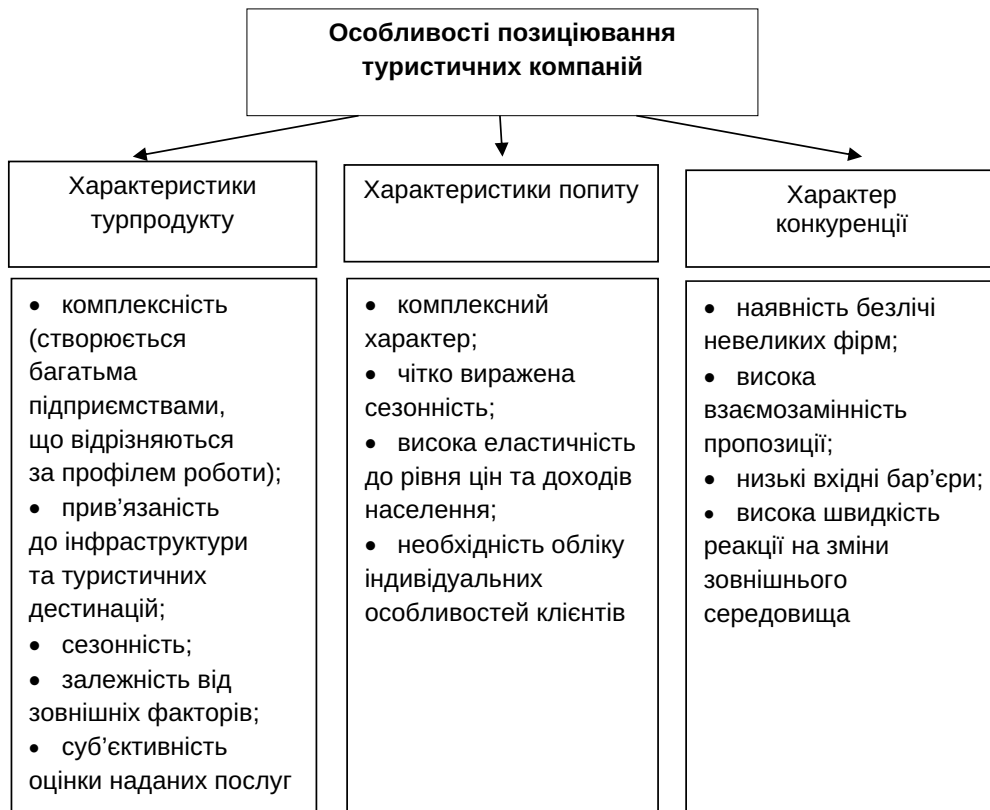 Особливості позиціювання
туристичних компаній
Характеристики
турпродукту
Характеристики попиту
Характер
конкуренції
• комплексність
(створюється
багатьма
підприємствами,
що відрізняються
за профілем роботи);
• прив’язаність
до інфраструктури
та туристичних
дестинацій;
• сезонність;
• залежність від
зовнішніх факторів;
• суб’єктивність
оцінки наданих послуг
• комплексний
характер;
• чітко виражена
сезонність;
• висока еластичність
до рівня цін та доходів
населення;
• необхідність обліку
індивідуальних
особливостей клієнтів
• наявність безлічі
невеликих фірм;
• висока
взаємозамінність
пропозиції;
• низькі вхідні бар’єри;
• висока швидкість
реакції на зміни
зовнішнього
середовища